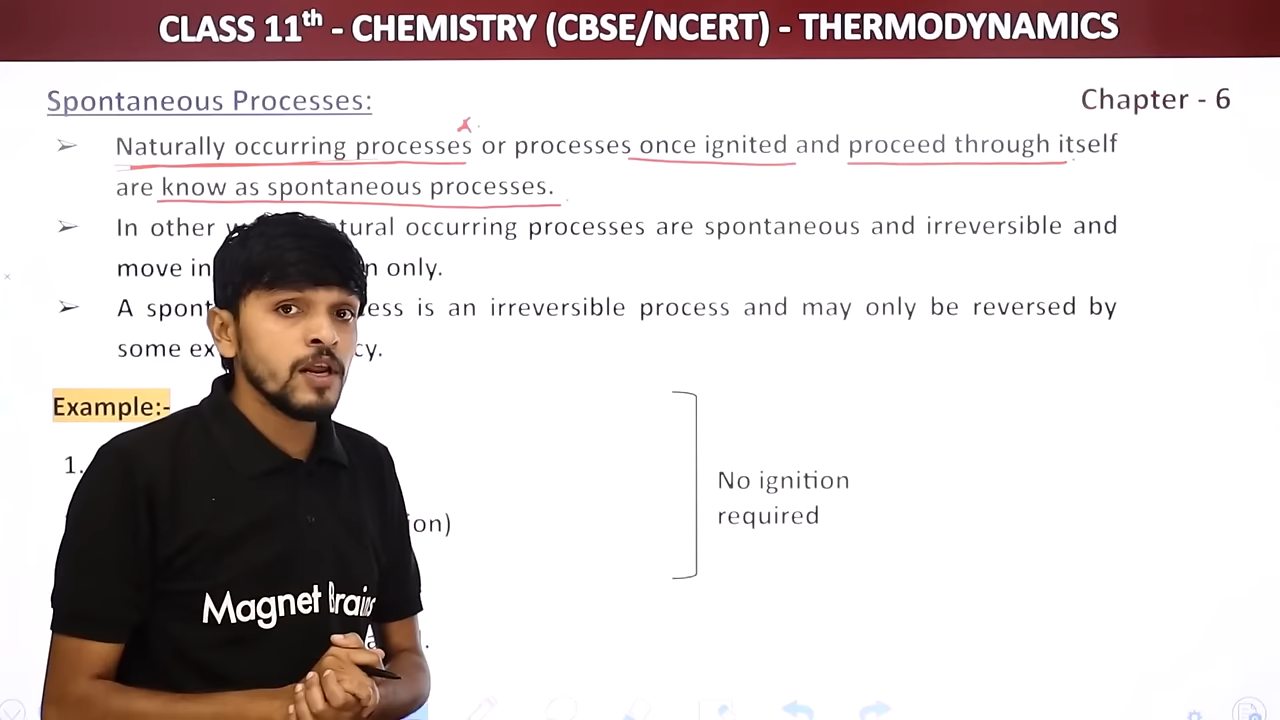 CLASS 11th - CHEMISTRY (CBSE/NCERT) - THERMODYNAMICS
Spontaneous Processes:
Chapter - 6
➢ Naturally occurring processes or processes once ignited and proceed through itself
are know as spontaneous processes.
➢ In other tural occurring processes are spontaneous and irreversible and
move in n only.
➢ A spont ess is an irreversible process and may only be reversed by
some ex cy.
Example:-
1.
ion)
No ignition
required
Magnet Brains